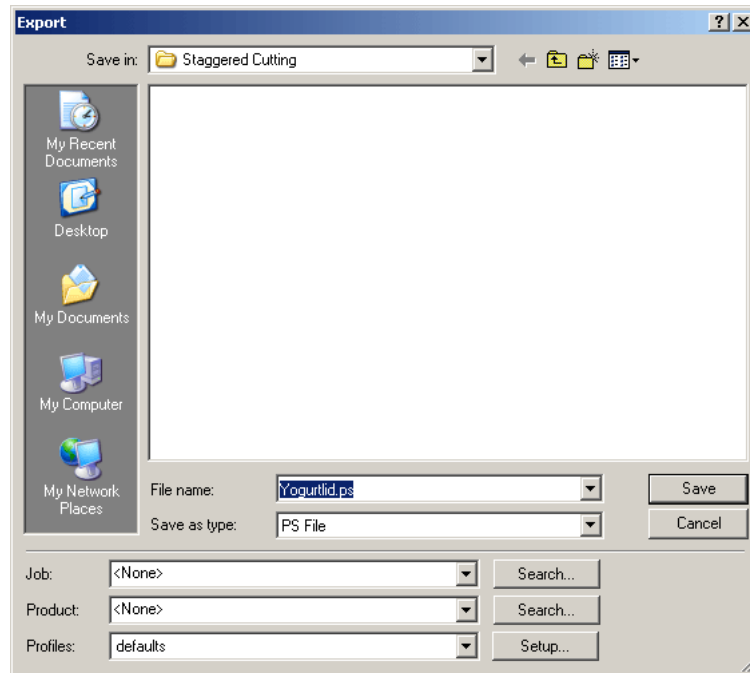 Export
Save in:
Staggered Cutting
My Recent
Documents
Desktop
My Documents
My Computer
My Network
Places
File name:
Yogurtlid.ps
Save
Save as type:
PS File
Cancel
Job:
<None>
Search...
Product:
<None>
Search...
Profiles:
defaults
Setup...